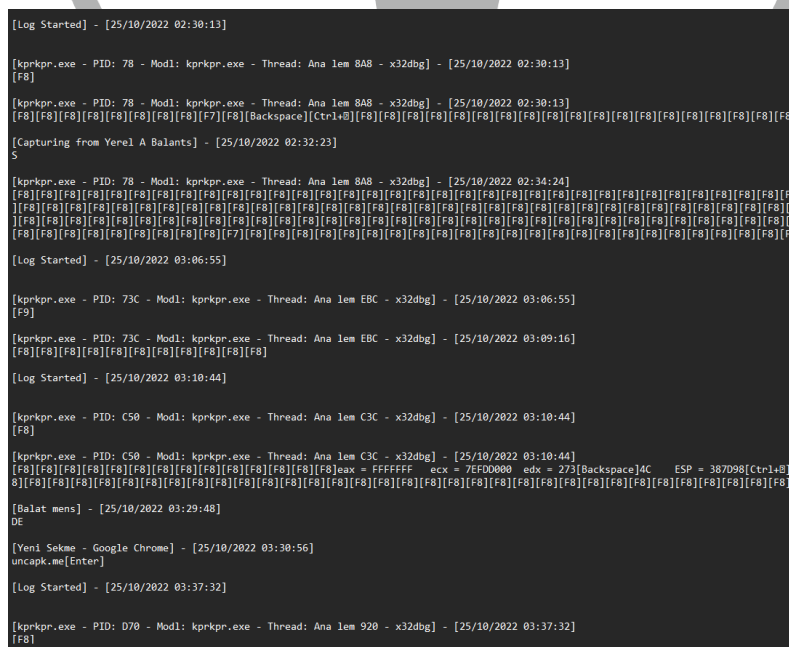 [Log Started] - [25/10/2022 02:30:13]
[kprkpr.exe - PID: 78 - Modl: kprkpr.exe - Thread: Ana lem 8A8 - x32dbg] - [25/10/2022 02:30:13]
[F8]
[kprkpr.exe - PID: 78 - Modl: kprkpr.exe - Thread: Ana lem 8A8 - x32dbg] - [25/10/2022 02:30:13]
[F8][F8][F8][F8][F8][F8][F8][F8][F7][F8][Backspace][Ctrl+⍰][F8][F8][F8][F8][F8][F8][F8][F8][F8][F8][F8][F8][F8][F8][F8][F8][F8][F8][F8
[Capturing from Yerel A Balants] - [25/10/2022 02:32:23]
S
[kprkpr.exe - PID: 78 - Modl: kprkpr.exe - Thread: Ana lem 8A8 - x32dbg] - [25/10/2022 02:34:24]
[F8][F8][F8][F8][F8][F8][F8][F8][F8][F8][F8][F8][F8][F8][F8][F8][F8][F8][F8][F8][F8][F8][F8][F8][F8][F8][F8][F8][F8][F8][F8][F8][F
][F8][F8][F8][F8][F8][F8][F8][F8][F8][F8][F8][F8][F8][F8][F8][F8][F8][F8][F8][F8][F8][F8][F8][F8][F8][F8][F8][F8][F8][F8][F8][F8][
][F8][F8][F8][F8][F8][F8][F8][F8][F8][F8][F8][F8][F8][F8][F8][F8][F8][F8][F8][F8][F8][F8][F8][F8][F8][F8][F8][F8][F8][F8][F8][F8][
[F8][F8][F8][F8][F8][F8][F8][F8][F8][F7][F8][F8][F8][F8][F8][F8][F8][F8][F8][F8][F8][F8][F8][F8][F8][F8][F8][F8][F8][F8][F8][F8][F
[Log Started] - [25/10/2022 03:06:55]
[kprkpr.exe - PID: 73C - Modl: kprkpr.exe - Thread: Ana lem EBC - x32dbg] - [25/10/2022 03:06:55]
[F9]
[kprkpr.exe - PID: 73C - Modl: kprkpr.exe - Thread: Ana lem EBC - x32dbg] - [25/10/2022 03:09:16]
[F8][F8][F8][F8][F8][F8][F8][F8][F8][F8][F8]
[Log Started] - [25/10/2022 03:10:44]
[kprkpr.exe - PID: C50 - Modl: kprkpr.exe - Thread: Ana lem C3C - x32dbg] - [25/10/2022 03:10:44]
[F8]
[kprkpr.exe - PID: C50 - Modl: kprkpr.exe - Thread: Ana lem C3C - x32dbg] - [25/10/2022 03:10:44]
[F8][F8][F8][F8][F8][F8][F8][F8][F8][F8][F8][F8][F8][F8]eax = FFFFFFF   ecx = 7EFDD000  edx = 273[Backspace]4C    ESP = 387D98[Ctrl+⍰]
8][F8][F8][F8][F8][F8][F8][F8][F8][F8][F8][F8][F8][F8][F8][F8][F8][F8][F8][F8][F8][F8][F8][F8][F8][F8][F8][F8][F8][F8][F8][F8][F8]
[Balat mens] - [25/10/2022 03:29:48]
DE
[Yeni Sekme - Google Chrome] - [25/10/2022 03:30:56]
uncapk.me[Enter]
[Log Started] - [25/10/2022 03:37:32]
[kprkpr.exe - PID: D70 - Modl: kprkpr.exe - Thread: Ana lem 920 - x32dbg] - [25/10/2022 03:37:32]
[F8]